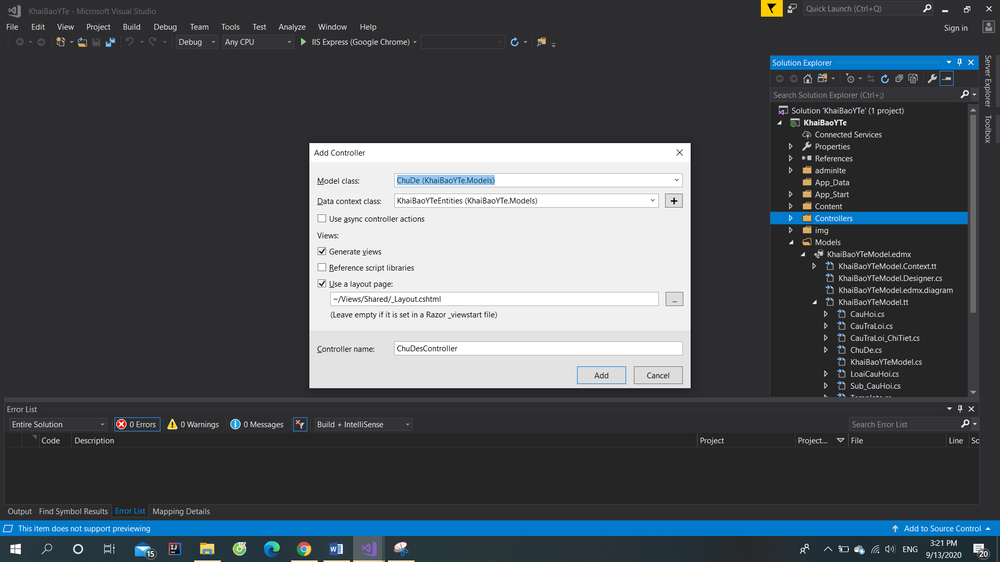 KhaiBaoYTe - Microsoft Visual Studio
Quick Launch (Ctrl+Q)
File Edit View Project Build Debug Team Tools Test Analyze Window Help
Sign in
Debug
Any CPU
IIS Express (Google Chrome)
Solution Explorer
Search Solution Explorer (Ctrl+;)
Solution 'KhaiBaoYTe' (1 project)
KhaiBaoYTe
Connected Services
Properties
References
adminlte
App_Data
App_Start
Content
Controllers
img
Models
KhaiBaoYTeModel.edmx
KhaiBaoYTeModel.Context.tt
KhaiBaoYTeModel.Designer.cs
KhaiBaoYTeModel.edmx.diagram
KhaiBaoYTeModel.tt
CauHoi.cs
CauTraLoi.cs
CauTraLoi_ChiTiet.cs
ChuDe.cs
KhaiBaoYTeModel.cs
LoaiCauHoi.cs
Sub_CauHoi.cs
Server Explorer
Toolbox
Add Controller
Model class:
ChuDe (KhaiBaoYTe.Models)
Data context class:
KhaiBaoYTeEntities (KhaiBaoYTe.Models)
+
Use async controller actions
Views:
Generate views
Reference script libraries
Use a layout page:
~/Views/Shared/_Layout.cshtml
...
(Leave empty if it is set in a Razor _viewstart file)
Controller name:
ChuDesController
Add
Cancel
Error List
Entire Solution
0 Errors
0 Warnings
0 Messages
Build + IntelliSense
Search Error List
Code
Description
Project
Project...
File
Line
Output
Find Symbol Results
Error List
Mapping Details
This item does not support previewing
Add to Source Control
15
ENG
3:21 PM
9/13/2020
20